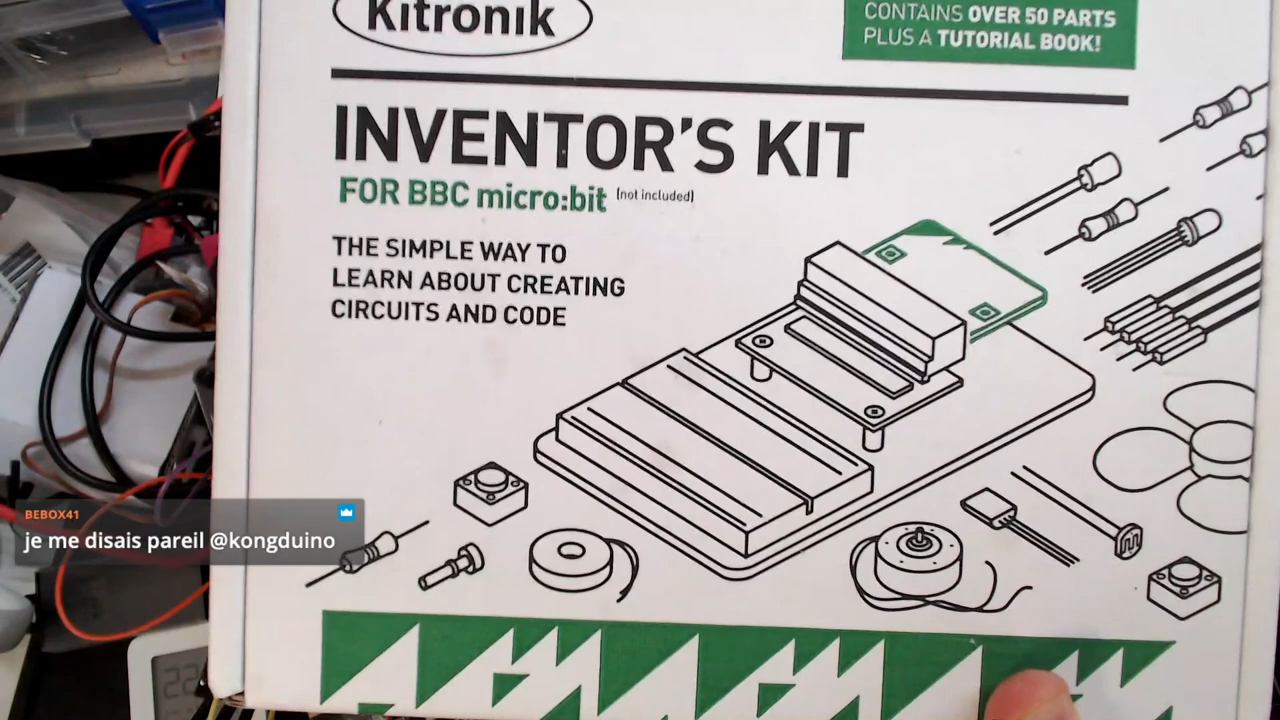 Kitronik
CONTAINS OVER 50 PARTS
PLUS A TUTORIAL BOOK!
INVENTOR'S KIT
FOR BBC micro:bit (not included)
THE SIMPLE WAY TO
LEARN ABOUT CREATING
CIRCUITS AND CODE
BEBOX41
je me disais pareil @kongduino